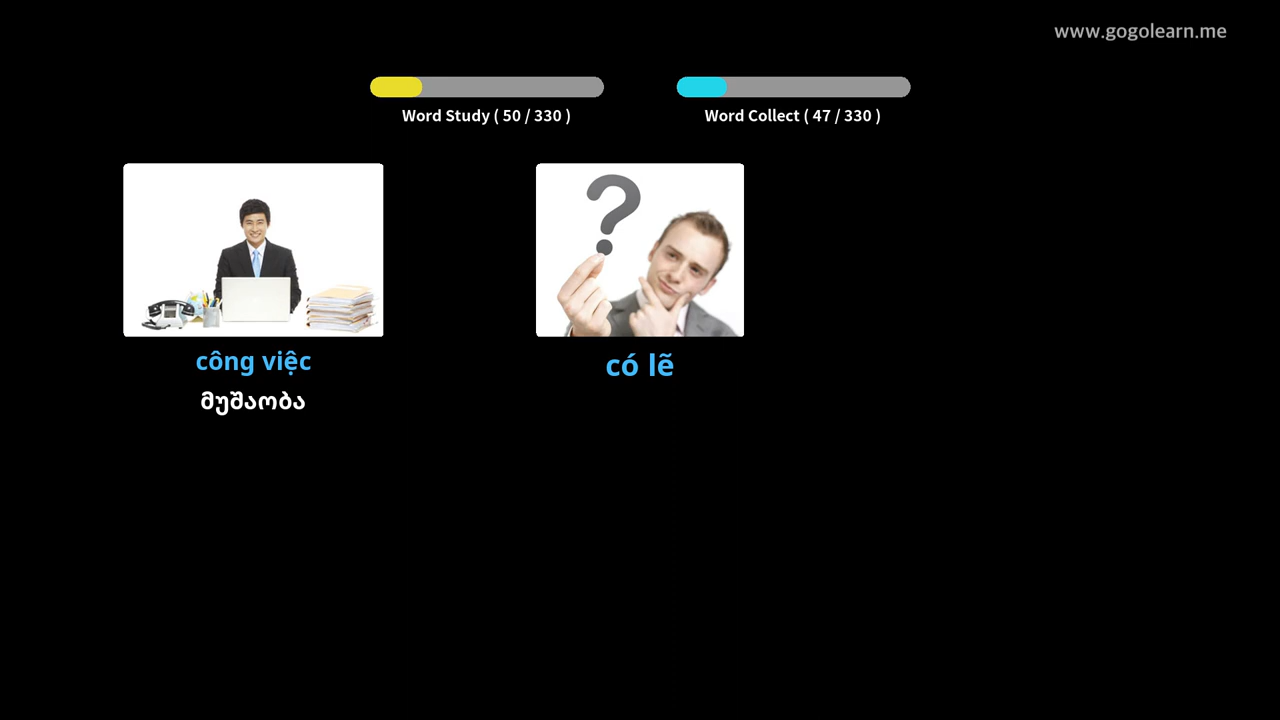 www.gogolearn.me
Word Study ( 50 / 330 )
Word Collect ( 47 / 330 )
công việc
მუშაობა
có lẽ